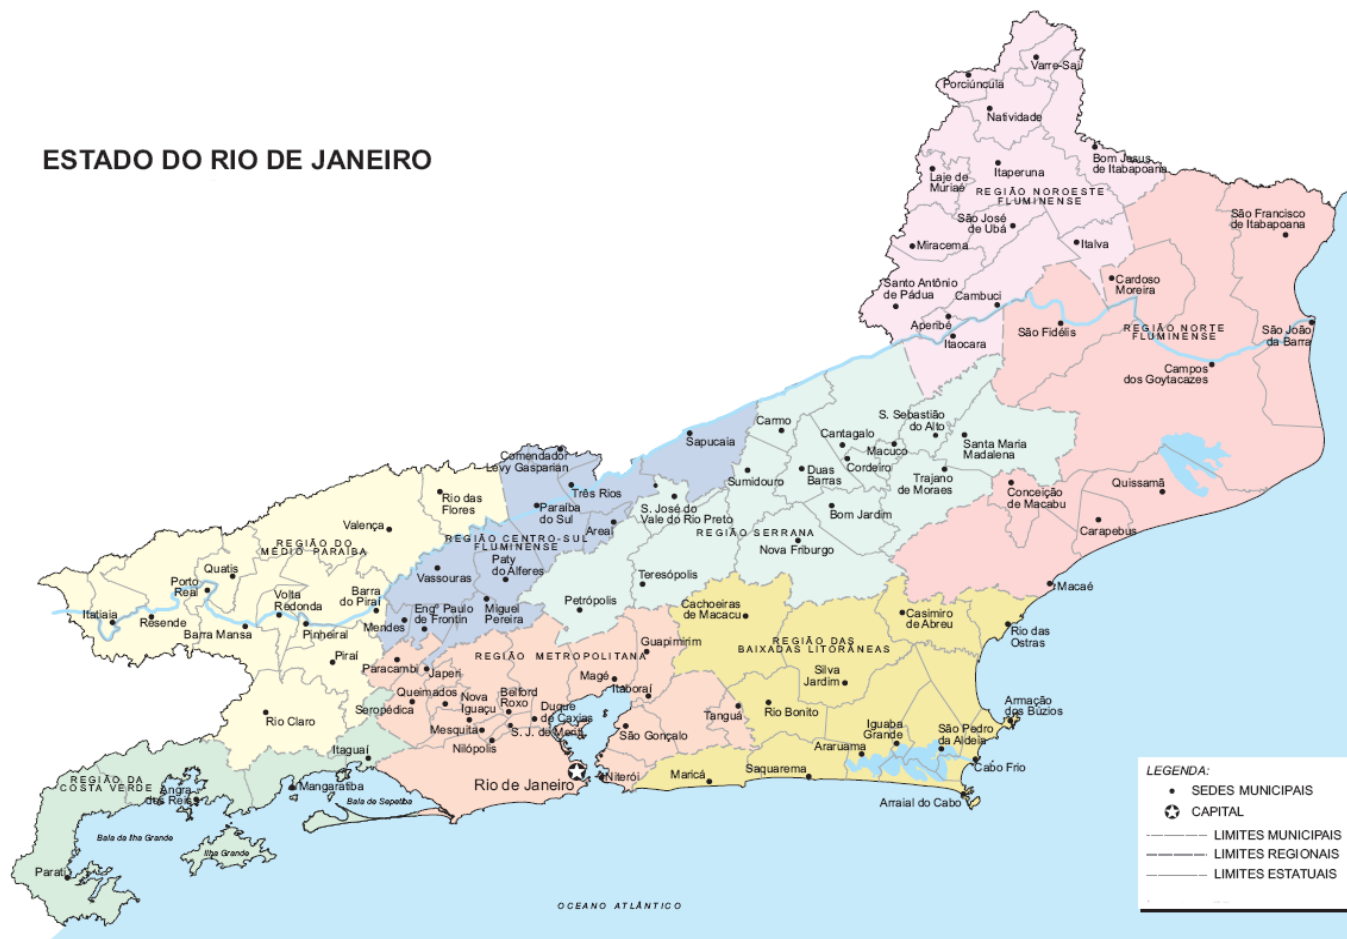 ESTADO DO RIO DE JANEIRO
Varre-Sai
Porciúncula
Natividade
Bom Jesus
de Itabapoana
Itaperuna
Laje de
Muriaé
REGIÃO NOROESTE
FLUMINENSE
São José
de Ubá
São Francisco
de Itabapoana
Miracema
Italva
Santo Antônio
de Pádua
Cambuci
Cardoso
Moreira
Aperibé
São Fidélis
REGIÃO NORTE
FLUMINENSE
São João
da Barra
Itaocara
Campos
dos Goytacazes
Carmo
S. Sebastião
do Alto
Sapucaia
Cantagalo
Macuco
Santa Maria
Madalena
Comendador
Levy Gasparian
Cordeiro
Sumidouro
Duas
Barras
Trajano
de Moraes
Quissamã
Conceição
de Macabu
Rio das
Flores
Três Rios
Paraíba
do Sul
S. José do
Vale do Rio Preto
Bom Jardim
Valença
Areal
Carapebus
REGIÃO SERRANA
REGIÃO DO
MÉDIO PARAÍBA
REGIÃO CENTRO-SUL
FLUMINENSE
Nova Friburgo
Paty
do Alferes
Quatis
Vassouras
Teresópolis
Porto
Real
Volta
Redonda
Barra
do Piraí
Macaé
Petrópolis
Cachoeiras
de Macacu
Itatiaia
Resende
Engº Paulo
de Frontin
Miguel
Pereira
Casimiro
de Abreu
Mendes
Barra Mansa
Pinheiral
Rio das
Ostras
Guapimirim
REGIÃO DAS
BAIXADAS LITORÂNEAS
Piraí
REGIÃO METROPOLITANA
Paracambi
Japeri
Magé
Silva
Jardim
Queimados
Nova
Iguaçu
Belford
Roxo
Itaboraí
Seropédica
Duque
de Caxias
Tanguá
Rio Bonito
Armação
dos Búzios
Rio Claro
Mesquita
S. J. de Meriti
São Gonçalo
Iguaba
Grande
São Pedro
da Aldeia
Nilópolis
Araruama
Itaguaí
Cabo Frio
REGIÃO DA
COSTA VERDE
Mangaratiba
Rio de Janeiro
Niterói
Maricá
Saquarema
Angra
dos Reis
Baía de Sepetiba
Arraial do Cabo
Baía da Ilha Grande
Ilha Grande
Parati
OCEANO ATLÂNTICO
LEGENDA:
SEDES MUNICIPAIS
CAPITAL
LIMITES MUNICIPAIS
LIMITES REGIONAIS
LIMITES ESTATUAIS